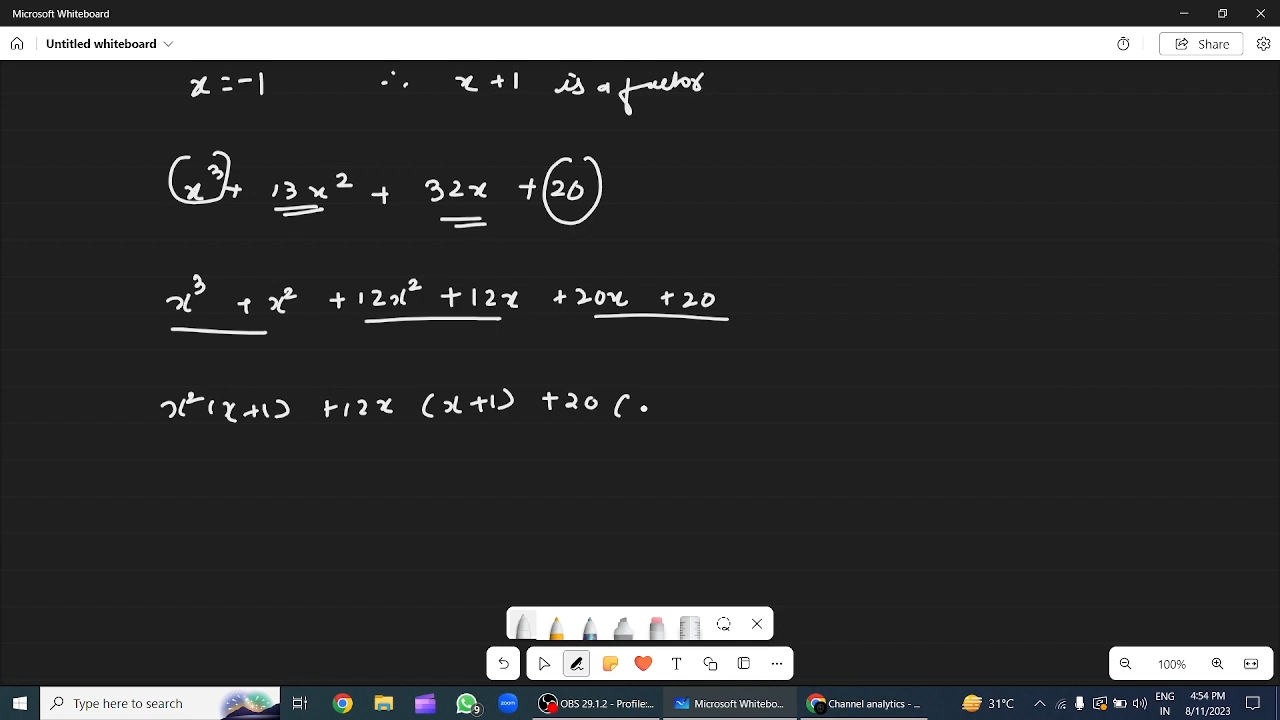 Microsoft Whiteboard
Untitled whiteboard
Share
x = -1 ∴ x + 1 is a factor
x³ + 13x² + 32x + 20
x³ + x² + 12x² + 12x + 20x + 20
x²(x+1) + 12x (x+1) + 20 (
100%
Type here to search
9
OBS 29.1.2 - Profile...
Microsoft Whitebo...
Channel analytics - ...
31°C
ENG
IN
4:54 PM
8/11/2023